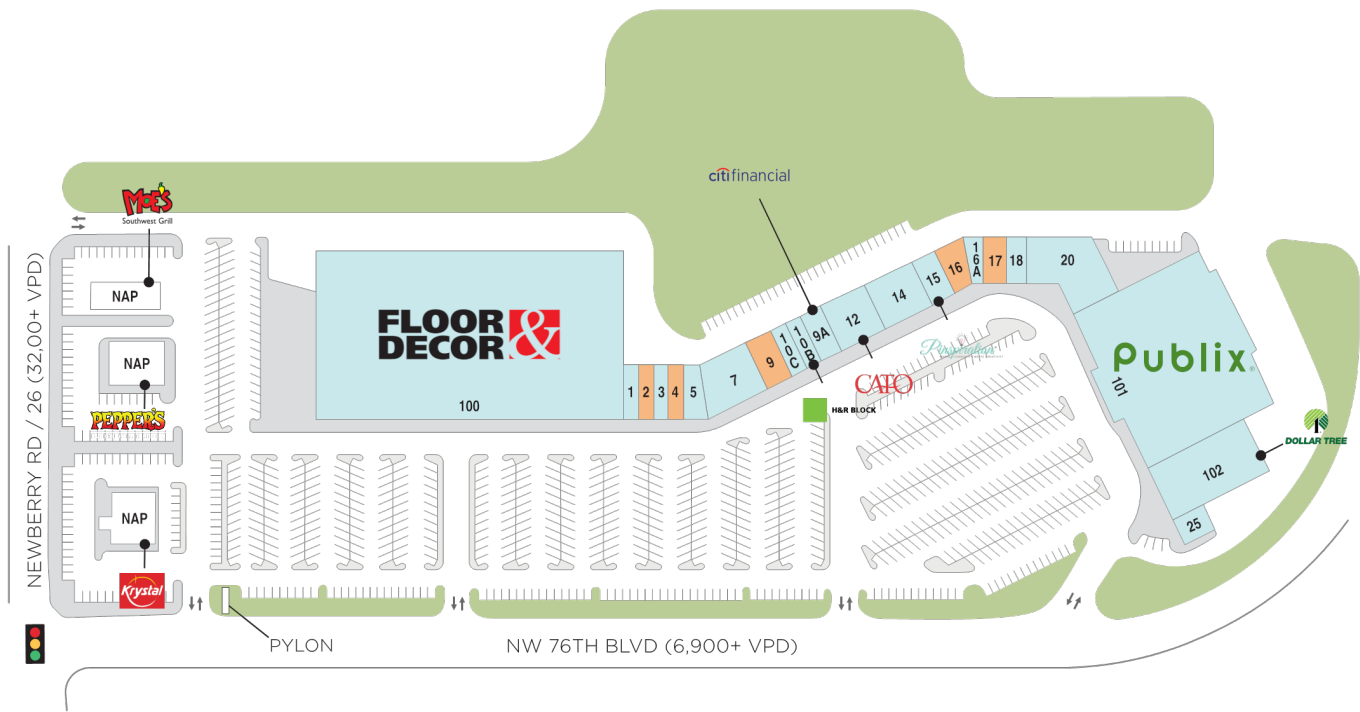 MOE'S
Southwest Grill
citifinancial
NAP
NAP
PEPPER'S
NAP
Krystal
NEWBERRY RD / 26 (32,00+ VPD)
FLOOR &
DECOR
100
1
2
3
4
5
7
9
10C
10B
9A
12
14
15
16
16A
17
18
20
Pinspiration
CATO
H&R BLOCK
Publix
101
102
25
DOLLAR TREE
PYLON
NW 76TH BLVD (6,900+ VPD)